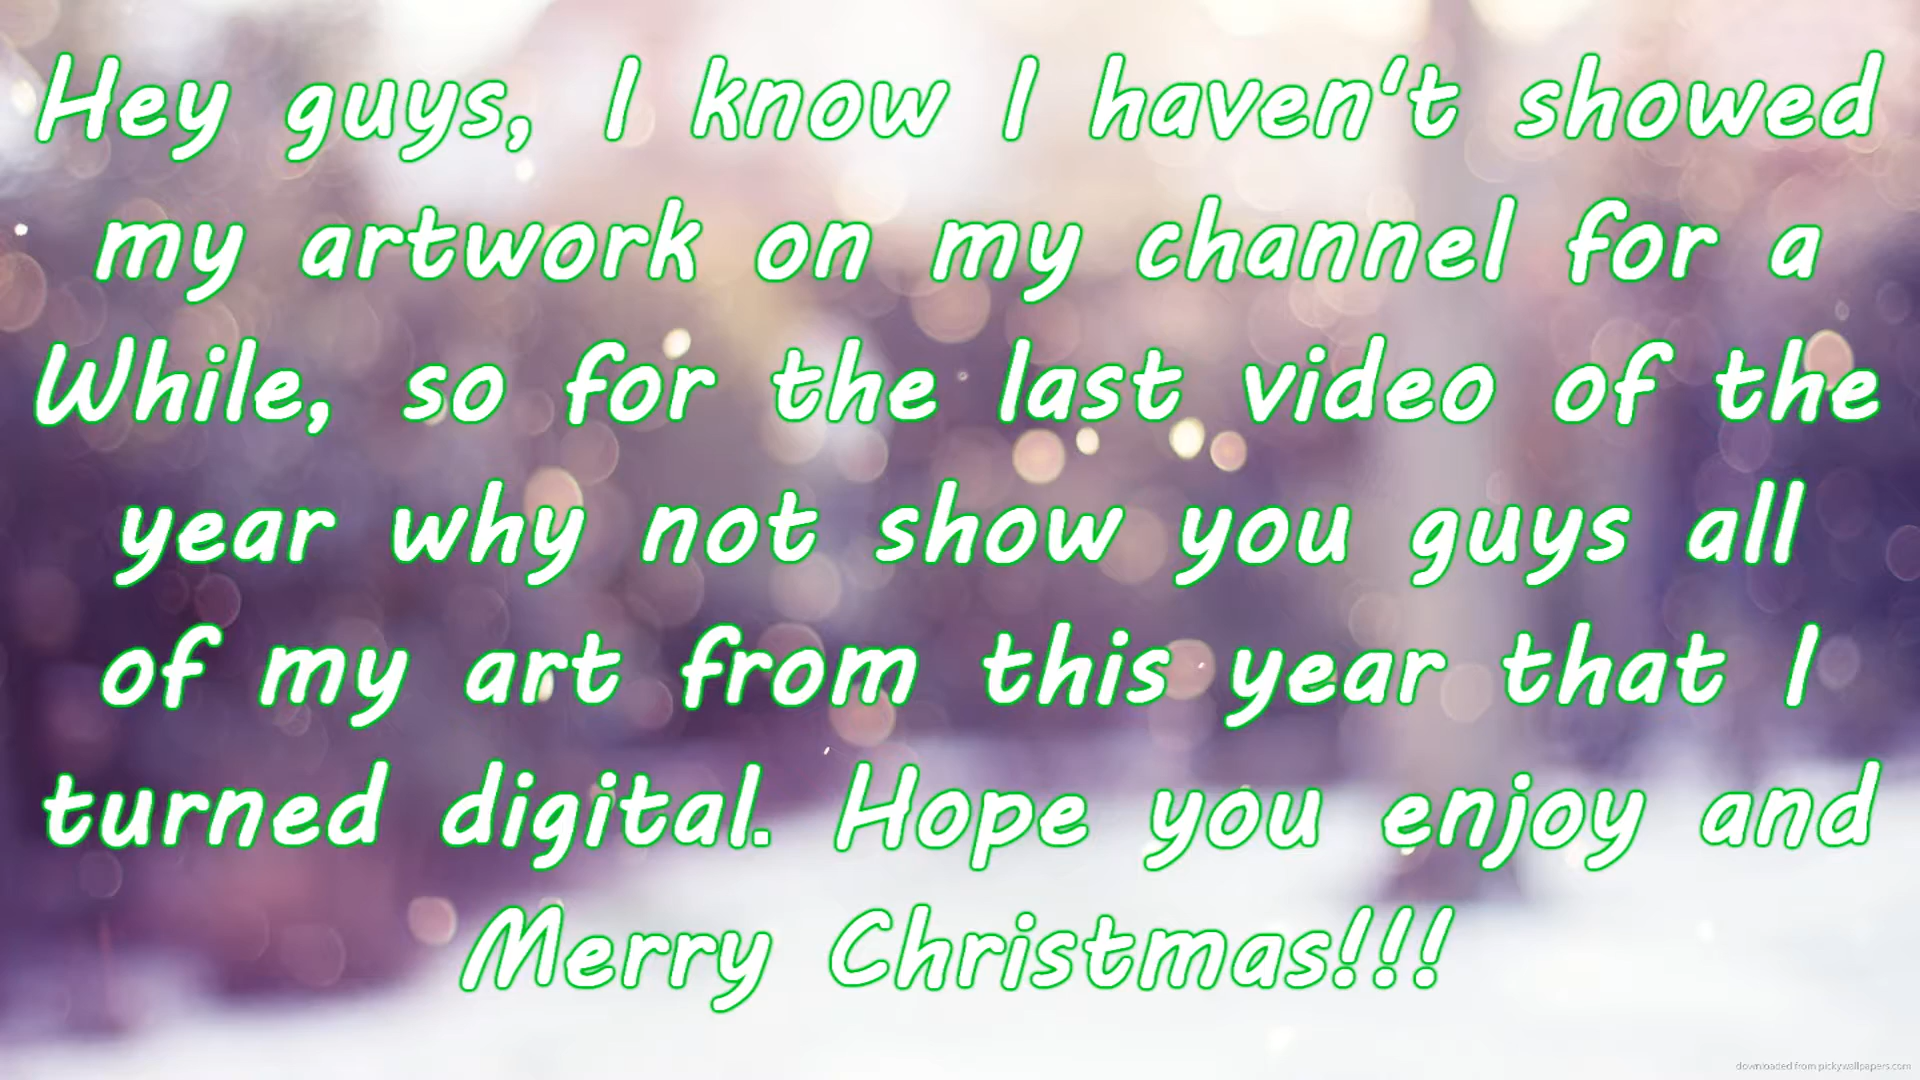 Hey guys, I know I haven't showed
my artwork on my channel for a
While, so for the last video of the
year why not show you guys all
of my art from this year that I
turned digital. Hope you enjoy and
Merry Christmas!!!
downloaded from pickywallpapers.com